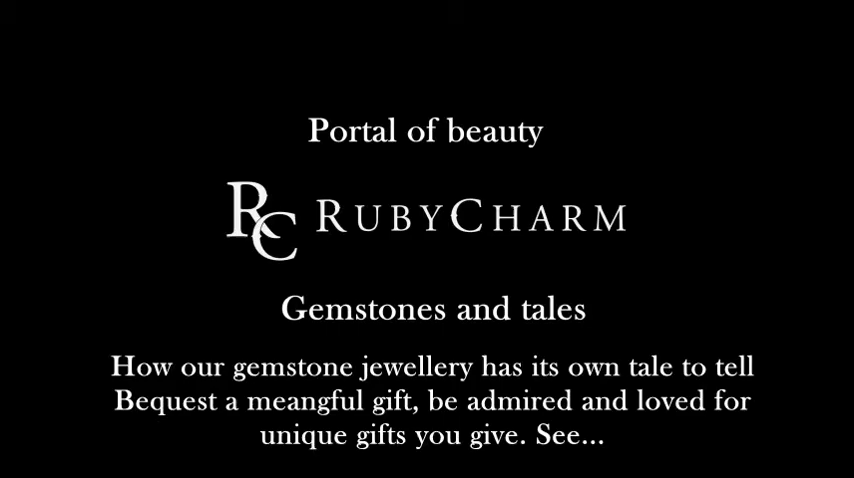 Portal of beauty
RC RUBYCHARM
Gemstones and tales
How our gemstone jewellery has its own tale to tell
Bequest a meangful gift, be admired and loved for
unique gifts you give. See...